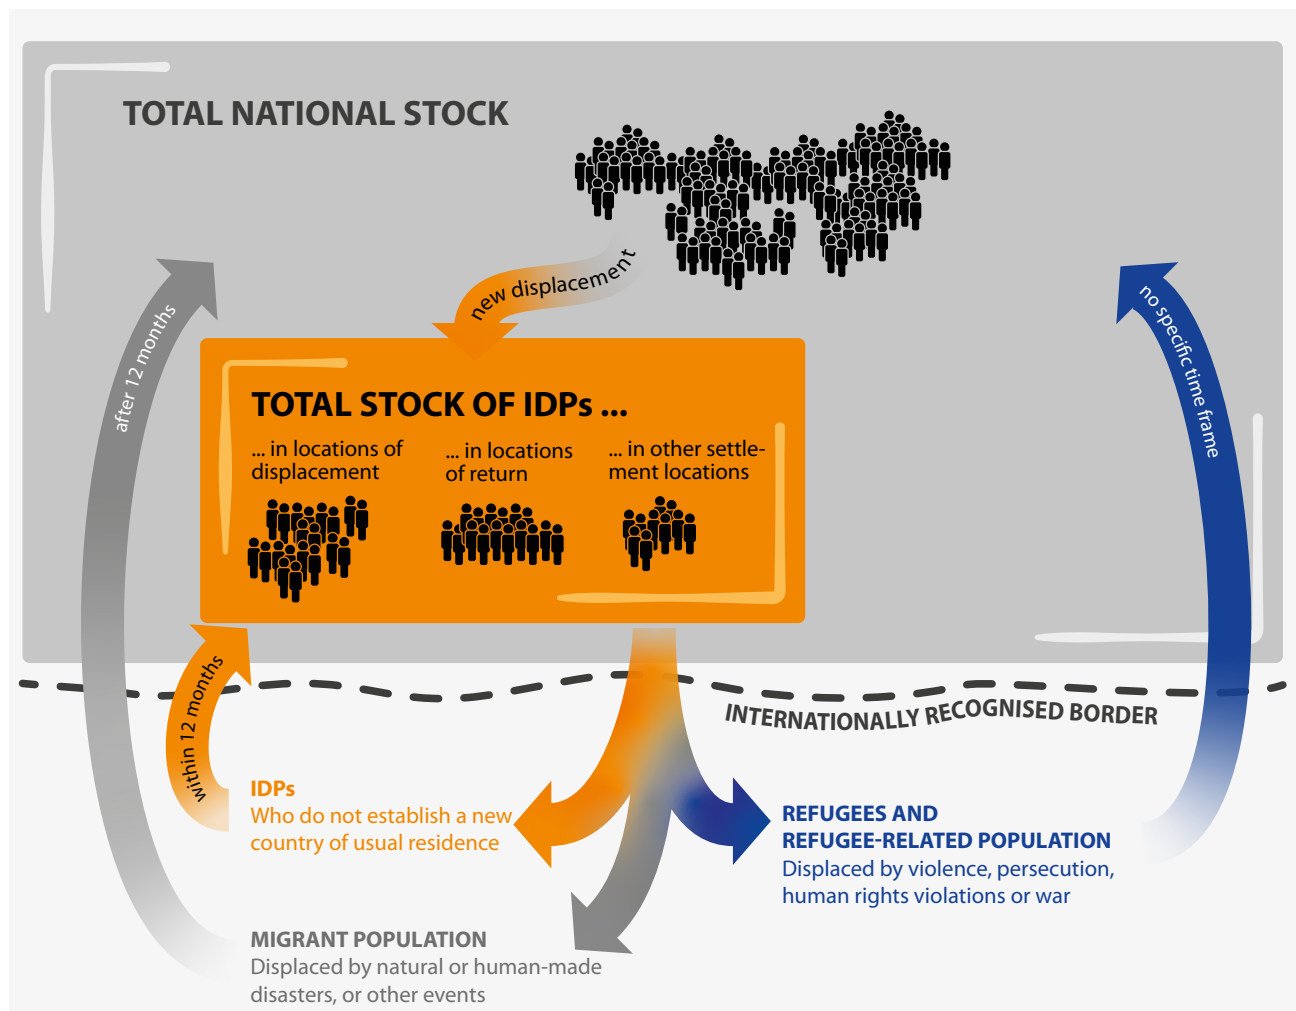 TOTAL NATIONAL STOCK
new displacement
after 12 months
no specific time frame
TOTAL STOCK OF IDPs ...
... in locations of
displacement
... in locations
of return
... in other settle-
ment locations
within 12 months
INTERNATIONALLY RECOGNISED BORDER
IDPs
Who do not establish a new
country of usual residence
REFUGEES AND
REFUGEE-RELATED POPULATION
Displaced by violence, persecution,
human rights violations or war
MIGRANT POPULATION
Displaced by natural or human-made
disasters, or other events